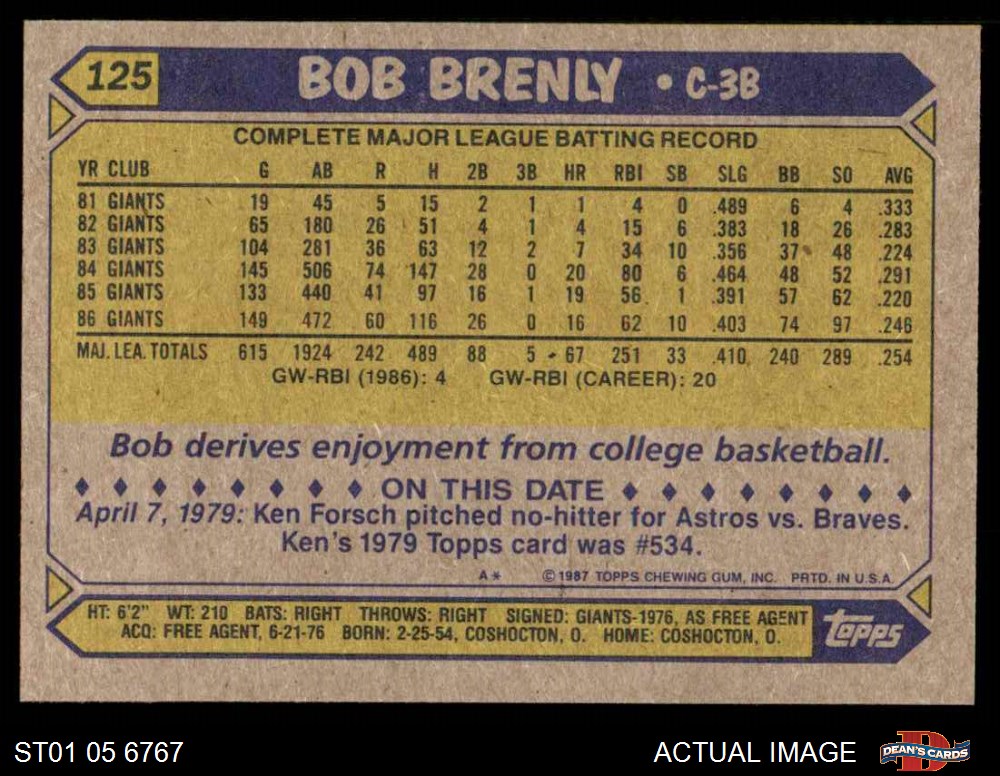 125 BOB BRENLY • C-3B
COMPLETE MAJOR LEAGUE BATTING RECORD
YR CLUB G AB R H 2B 3B HR RBI SB SLG BB SO AVG
81 GIANTS 19 45 5 15 2 1 1 4 0 .489 6 4 .333
82 GIANTS 65 180 26 51 4 1 4 15 6 .383 18 26 .283
83 GIANTS 104 281 36 63 12 2 7 34 10 .356 37 48 .224
84 GIANTS 145 506 74 147 28 0 20 80 6 .464 48 52 .291
85 GIANTS 133 440 41 97 16 1 19 56 1 .391 57 62 .220
86 GIANTS 149 472 60 116 26 0 16 62 10 .403 74 97 .246
MAJ. LEA. TOTALS 615 1924 242 489 88 5 67 251 33 .410 240 289 .254
GW-RBI (1986): 4 GW-RBI (CAREER): 20
Bob derives enjoyment from college basketball.
ON THIS DATE
April 7, 1979: Ken Forsch pitched no-hitter for Astros vs. Braves.
Ken's 1979 Topps card was #534.
A* ©1987 TOPPS CHEWING GUM, INC. PRTD. IN U.S.A.
HT: 6'2" WT: 210 BATS: RIGHT THROWS: RIGHT SIGNED: GIANTS-1976, AS FREE AGENT
ACQ: FREE AGENT, 6-21-76 BORN: 2-25-54, COSHOCTON, O. HOME: COSHOCTON, O.
topps
ST01 05 6767 ACTUAL IMAGE D DEAN'S CARDS